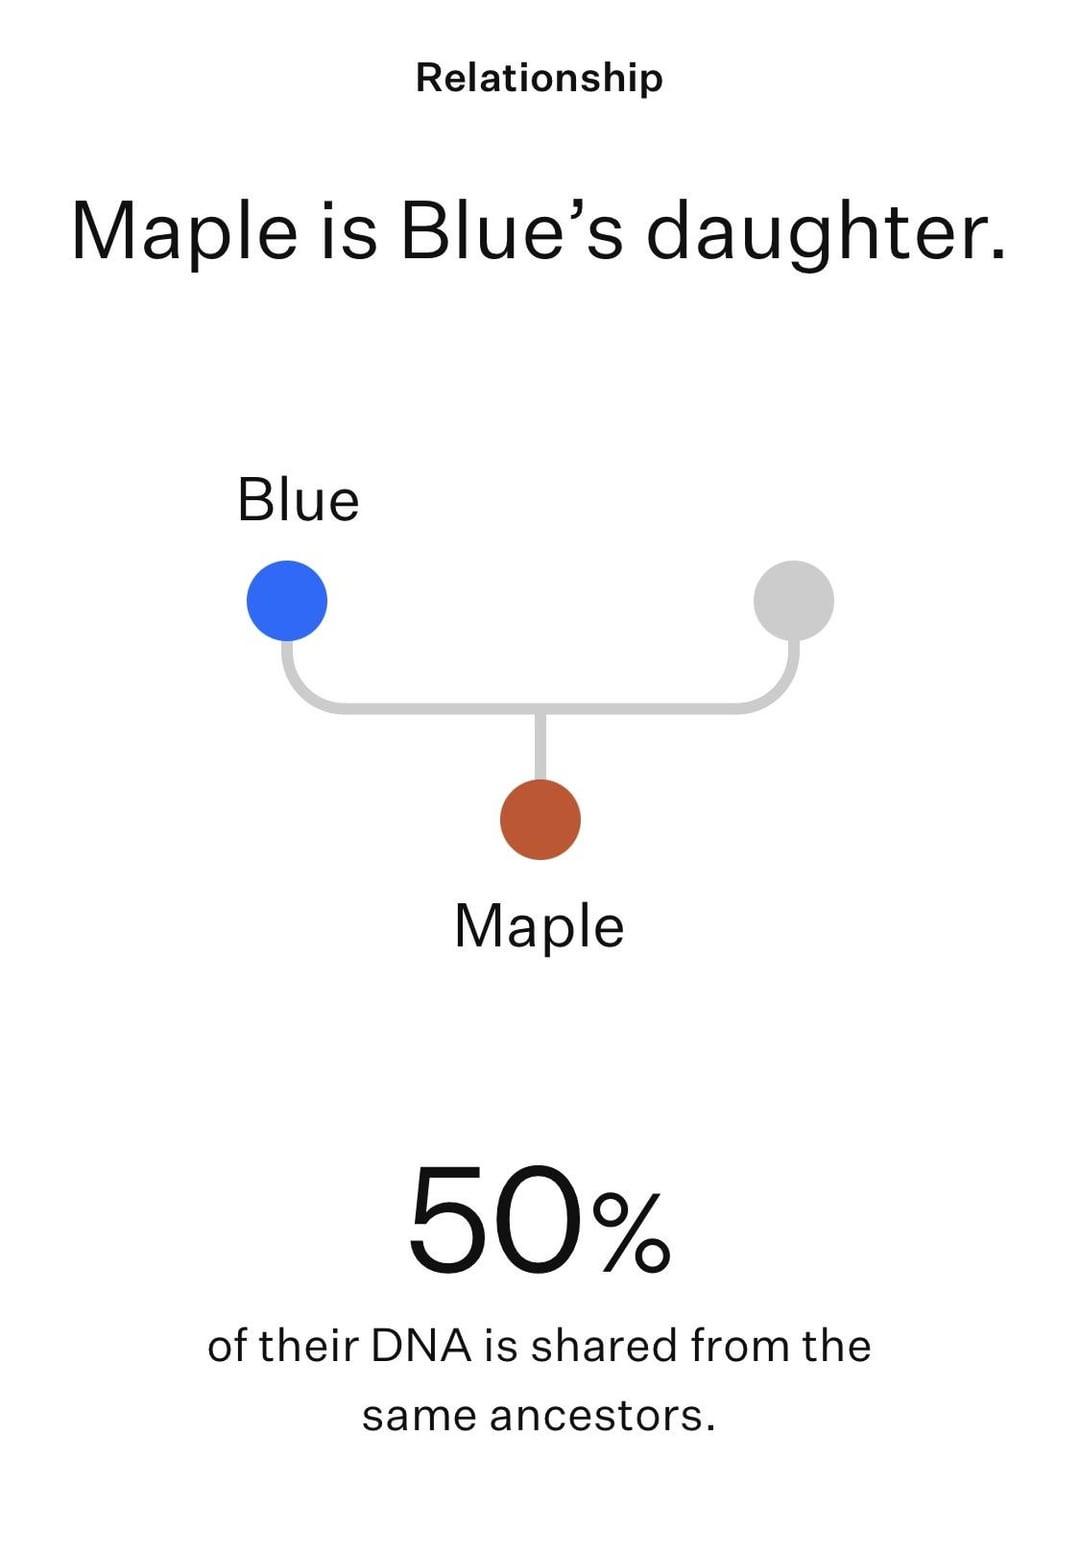 Relationship
Maple is Blue’s daughter.
Blue
Maple
50%
of their DNA is shared from the
same ancestors.